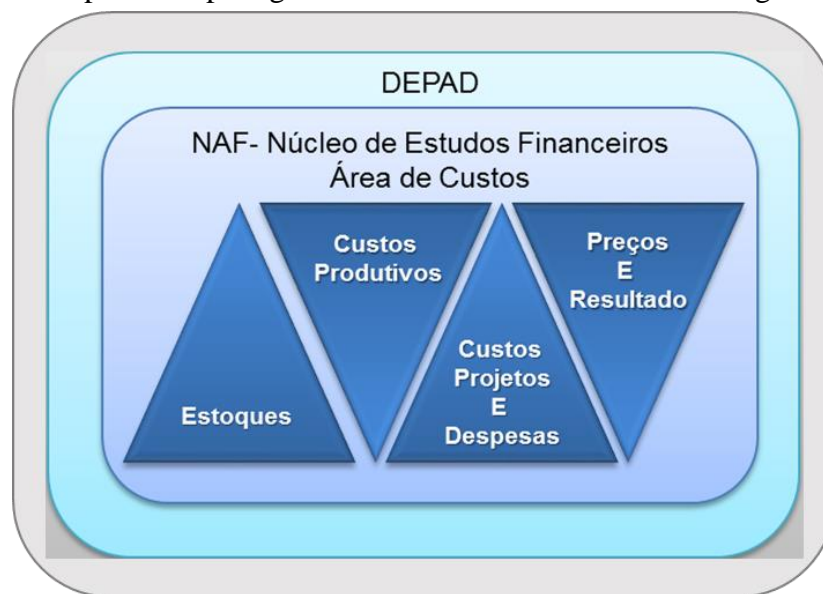 DEPAD
NAF- Núcleo de Estudos Financeiros
Área de Custos
Custos
Produtivos
Preços
E
Resultado
Estoques
Custos
Projetos
E
Despesas